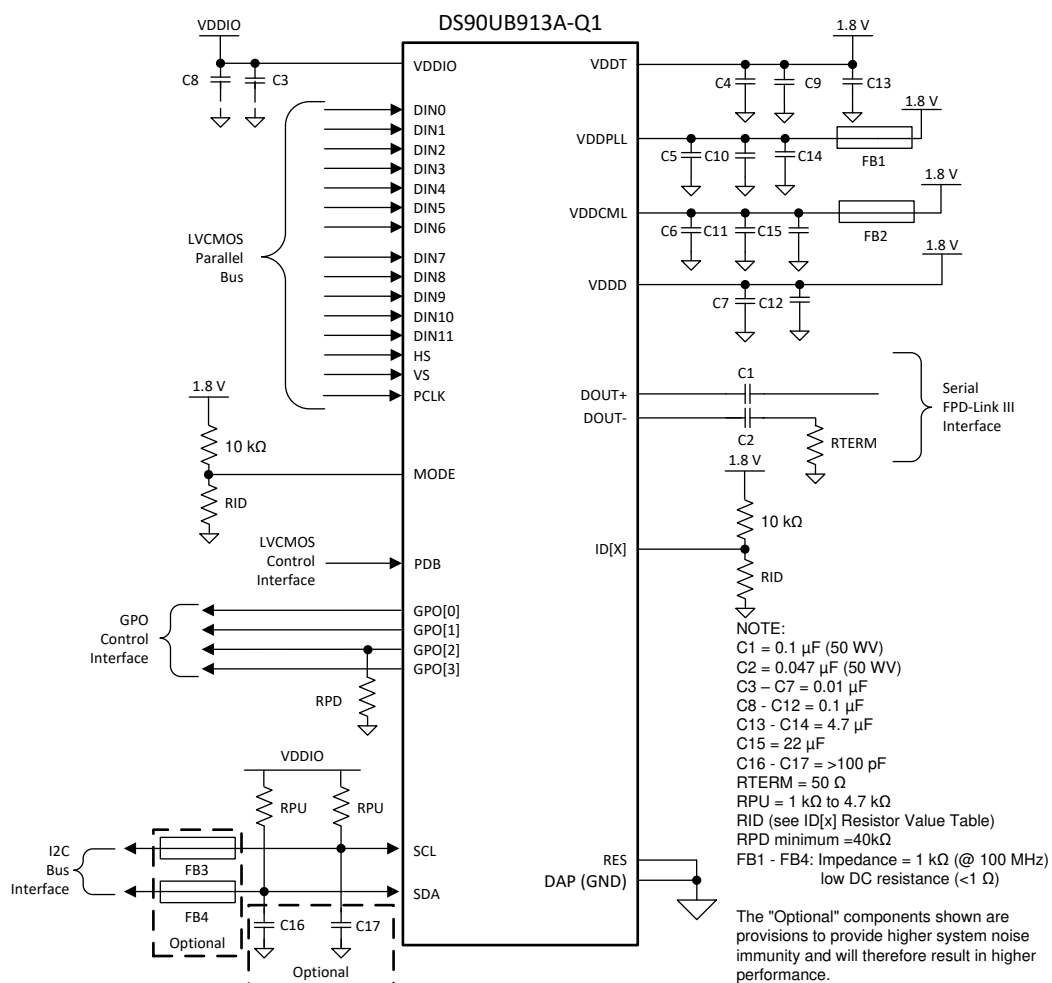 DS90UB913A-Q1
VDDIO
C8
C3
VDDIO
LVCMOS
Parallel
Bus
DIN0
DIN1
DIN2
DIN3
DIN4
DIN5
DIN6
DIN7
DIN8
DIN9
DIN10
DIN11
HS
VS
PCLK
1.8 V
10 kΩ
RID
MODE
LVCMOS
Control
Interface
PDB
GPO
Control
Interface
GPO[0]
GPO[1]
GPO[2]
GPO[3]
RPD
VDDIO
RPU
RPU
I2C
Bus
Interface
FB3
SCL
FB4
SDA
Optional
C16
C17
Optional
1.8 V
VDDT
C4
C9
C13
1.8 V
VDDPLL
C5
C10
C14
FB1
1.8 V
VDDCML
C6
C11
C15
FB2
1.8 V
VDDD
C7
C12
C1
DOUT+
DOUT-
C2
RTERM
Serial
FPD-Link III
Interface
1.8 V
10 kΩ
ID[X]
RID
RES
DAP (GND)
NOTE:
C1 = 0.1 µF (50 WV)
C2 = 0.047 µF (50 WV)
C3 – C7 = 0.01 µF
C8 - C12 = 0.1 µF
C13 - C14 = 4.7 µF
C15 = 22 µF
C16 - C17 = >100 pF
RTERM = 50 Ω
RPU = 1 kΩ to 4.7 kΩ
RID (see ID[x] Resistor Value Table)
RPD minimum =40kΩ
FB1 - FB4: Impedance = 1 kΩ (@ 100 MHz)
low DC resistance (<1 Ω)
The "Optional" components shown are
provisions to provide higher system noise
immunity and will therefore result in higher
performance.